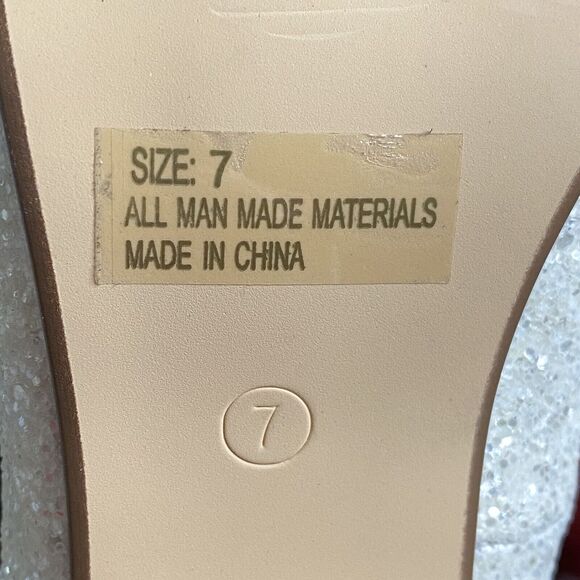 SIZE: 7
ALL MAN MADE MATERIALS
MADE IN CHINA
7